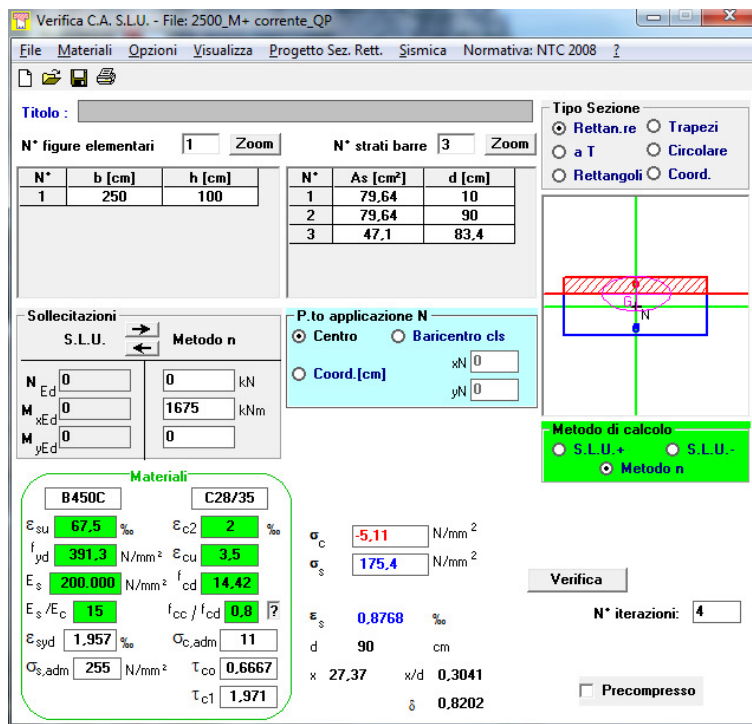 Verifica C.A. S.L.U. - File: 2500_M+ corrente_QP
File Materiali Opzioni Visualizza Progetto Sez. Rett. Sismica Normativa: NTC 2008 ?
Titolo :
N° figure elementari 1 Zoom
N° strati barre 3 Zoom
N° b [cm] h [cm]
1 250 100
N° As [cm²] d [cm]
1 79,64 10
2 79,64 90
3 47,1 83,4
Tipo Sezione
Rettan.re Trapezi
a T Circolare
Rettangoli Coord.
G
N
Sollecitazioni
S.L.U. Metodo n
N Ed 0 0 kN
M xEd 0 1675 kNm
M yEd 0 0
P.to applicazione N
Centro Baricentro cls
Coord.[cm] xN 0
yN 0
Metodo di calcolo
S.L.U.+ S.L.U.-
Metodo n
Materiali
B450C C28/35
εsu 67,5 ‰ εc2 2 ‰
fyd 391,3 N/mm² εcu 3,5
Es 200.000 N/mm² fcd 14,42
Es/Ec 15 fcc / fcd 0,8 ?
εsyd 1,957 ‰ σc,adm 11
σs,adm 255 N/mm² τco 0,6667
τc1 1,971
σc -5,11 N/mm²
σs 175,4 N/mm²
εs 0,8768 ‰
d 90 cm
x 27,37 x/d 0,3041
δ 0,8202
Verifica
N° iterazioni: 4
Precompresso